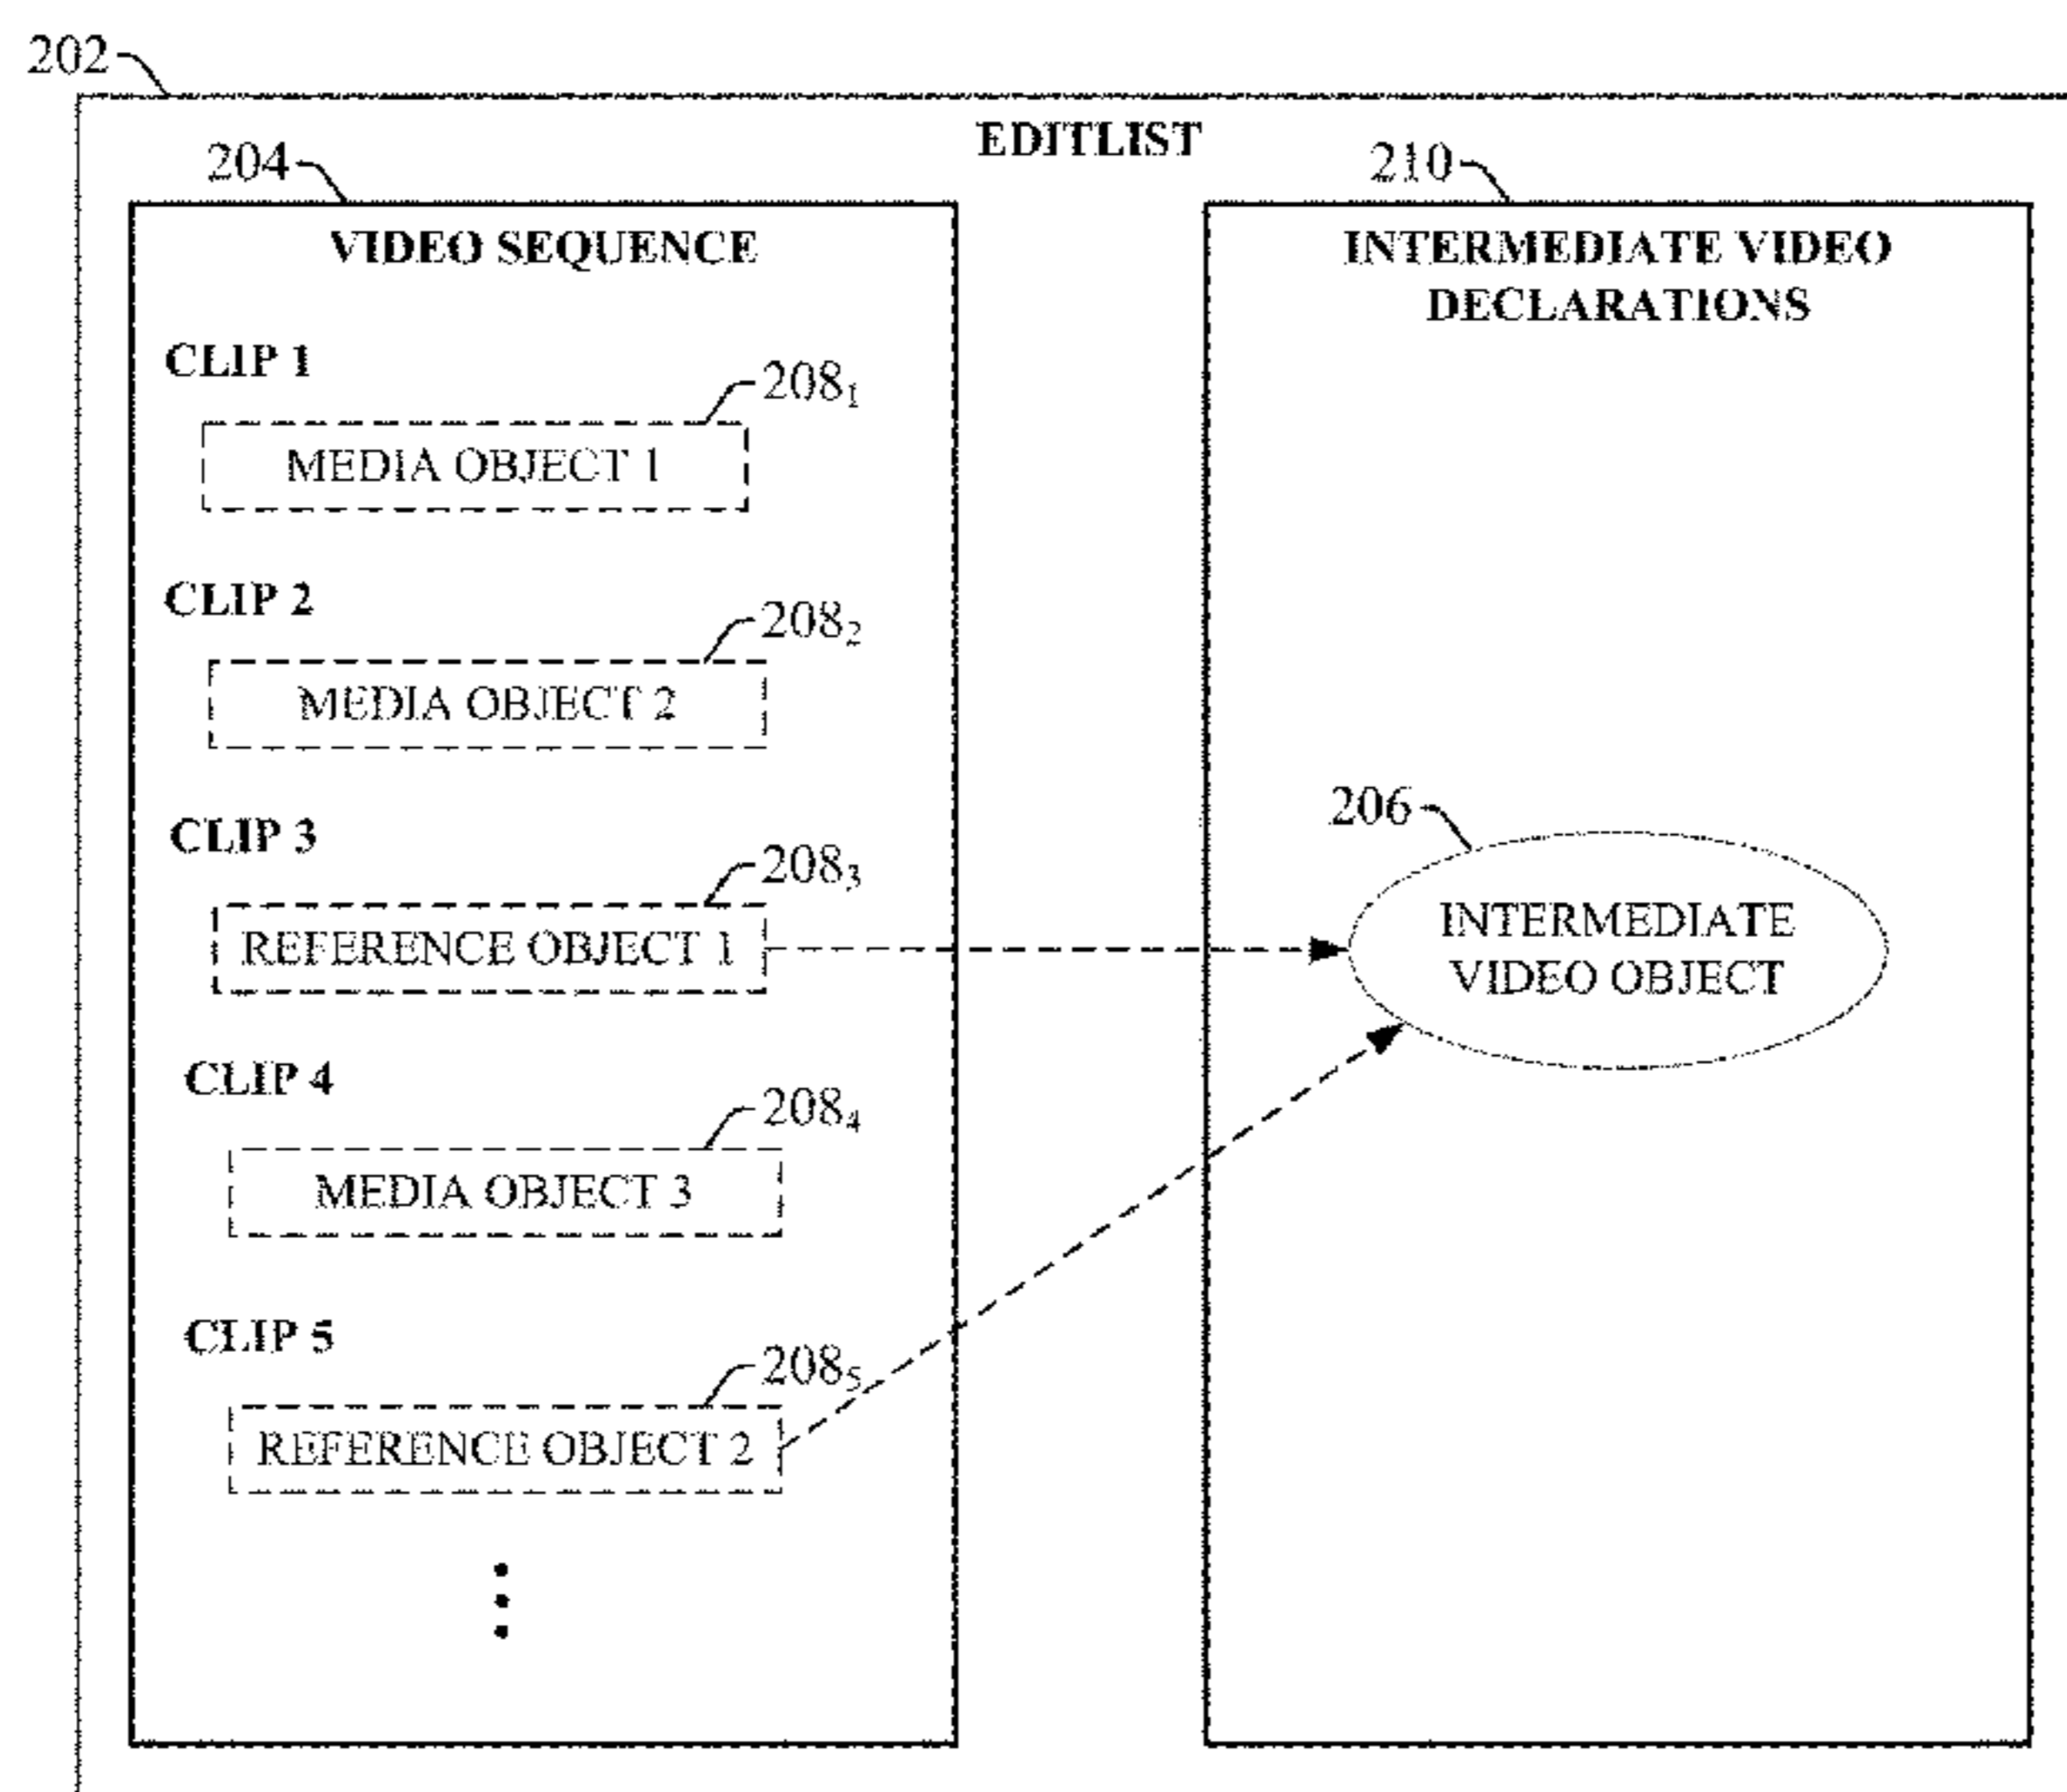 202
EDITLIST
204
210
VIDEO SEQUENCE
CLIP 1
208₁
MEDIA OBJECT 1
CLIP 2
208₂
MEDIA OBJECT 2
CLIP 3
208₃
REFERENCE OBJECT 1
CLIP 4
208₄
MEDIA OBJECT 3
CLIP 5
208₅
REFERENCE OBJECT 2
INTERMEDIATE VIDEO
DECLARATIONS
206
INTERMEDIATE
VIDEO OBJECT